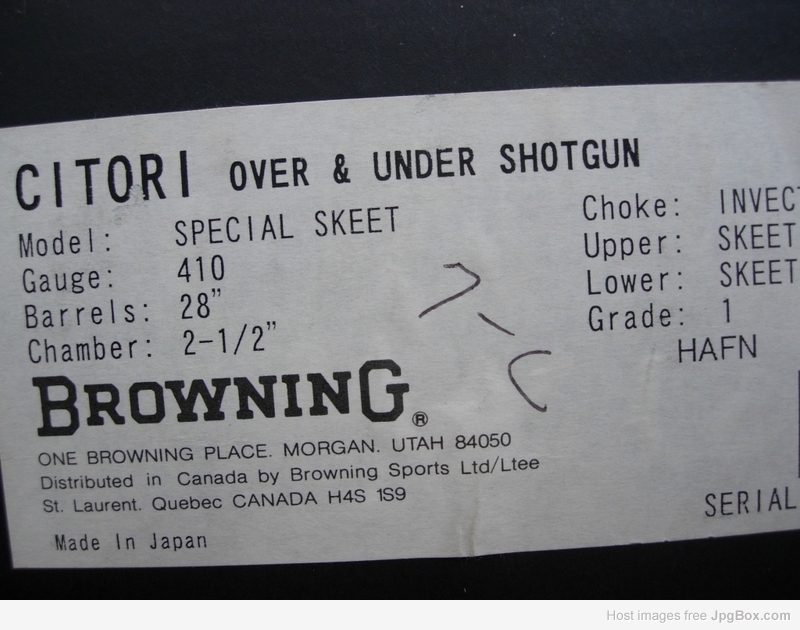 CITORI OVER & UNDER SHOTGUN
Model: SPECIAL SKEET
Gauge: 410
Barrels: 28"
Chamber: 2-1/2"
Choke: INVEC
Upper: SKEET
Lower: SKEET
Grade: 1
HAFN
BROWNING®
ONE BROWNING PLACE. MORGAN. UTAH 84050
Distributed in Canada by Browning Sports Ltd/Ltee
St. Laurent. Quebec CANADA H4S 1S9
Made In Japan
SERIAL
Host images free JpgBox.com